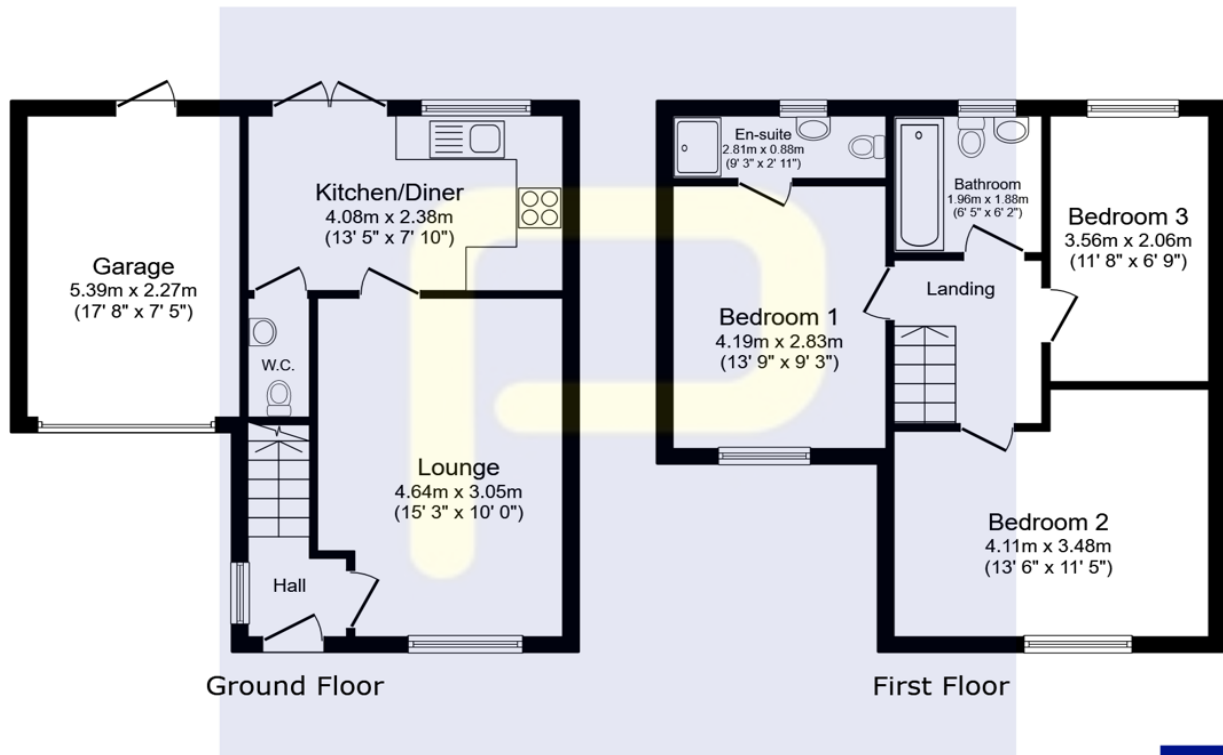 Garage
5.39m x 2.27m
(17' 8" x 7' 5")
Kitchen/Diner
4.08m x 2.38m
(13' 5" x 7' 10")
W.C.
Lounge
4.64m x 3.05m
(15' 3" x 10' 0")
Hall
Ground Floor
En-suite
2.81m x 0.88m
(9' 3" x 2' 11")
Bathroom
1.96m x 1.88m
(6' 5" x 6' 2")
Bedroom 3
3.56m x 2.06m
(11' 8" x 6' 9")
Landing
Bedroom 1
4.19m x 2.83m
(13' 9" x 9' 3")
Bedroom 2
4.11m x 3.48m
(13' 6" x 11' 5")
First Floor